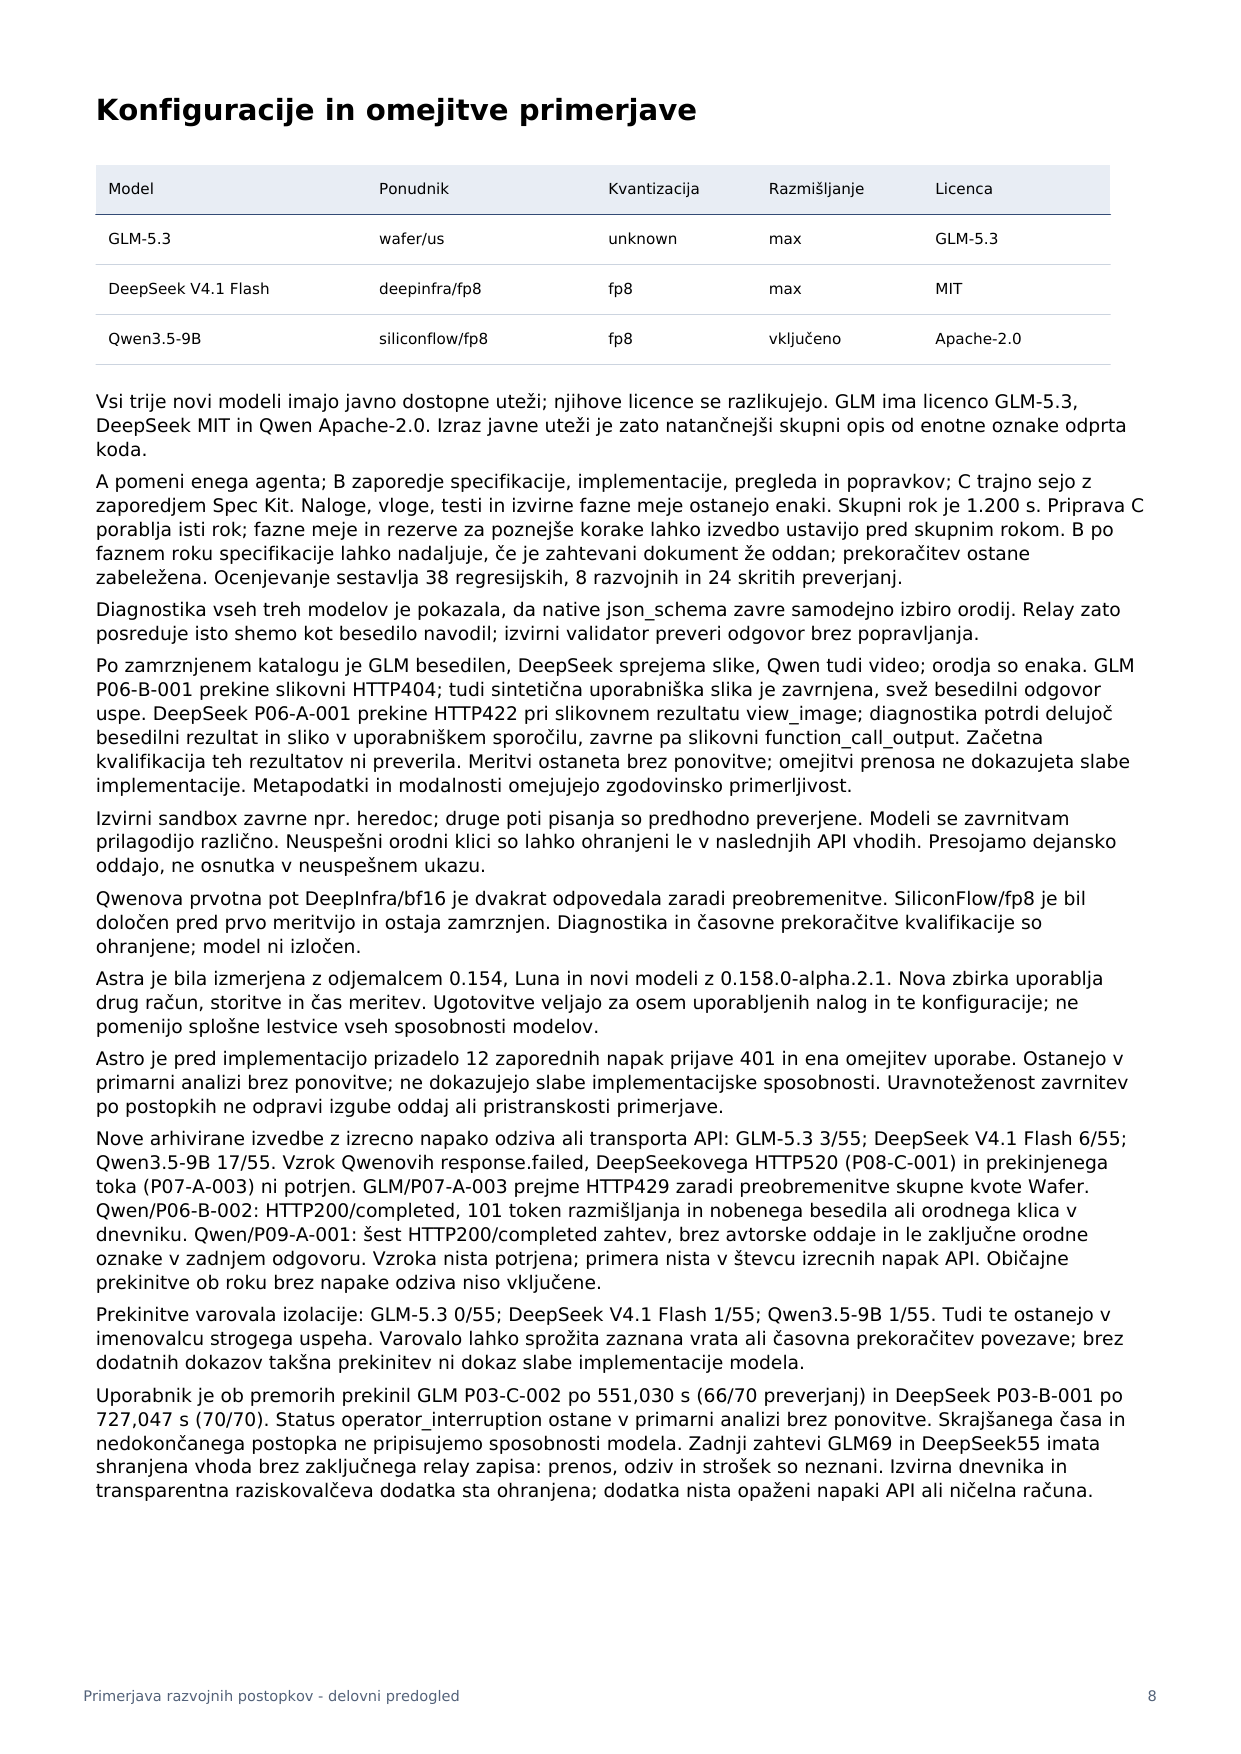 Konfiguracije in omejitve primerjave
Model Ponudnik Kvantizacija Razmišljanje Licenca
GLM-5.3 wafer/us unknown max GLM-5.3
DeepSeek V4.1 Flash deepinfra/fp8 fp8 max MIT
Qwen3.5-9B siliconflow/fp8 fp8 vključeno Apache-2.0
Vsi trije novi modeli imajo javno dostopne uteži; njihove licence se razlikujejo. GLM ima licenco GLM-5.3,
DeepSeek MIT in Qwen Apache-2.0. Izraz javne uteži je zato natančnejši skupni opis od enotne oznake odprta
koda.
A pomeni enega agenta; B zaporedje specifikacije, implementacije, pregleda in popravkov; C trajno sejo z
zaporedjem Spec Kit. Naloge, vloge, testi in izvirne fazne meje ostanejo enaki. Skupni rok je 1.200 s. Priprava C
porablja isti rok; fazne meje in rezerve za poznejše korake lahko izvedbo ustavijo pred skupnim rokom. B po
faznem roku specifikacije lahko nadaljuje, če je zahtevani dokument že oddan; prekoračitev ostane
zabeležena. Ocenjevanje sestavlja 38 regresijskih, 8 razvojnih in 24 skritih preverjanj.
Diagnostika vseh treh modelov je pokazala, da native json_schema zavre samodejno izbiro orodij. Relay zato
posreduje isto shemo kot besedilo navodil; izvirni validator preveri odgovor brez popravljanja.
Po zamrznjenem katalogu je GLM besedilen, DeepSeek sprejema slike, Qwen tudi video; orodja so enaka. GLM
P06-B-001 prekine slikovni HTTP404; tudi sintetična uporabniška slika je zavrnjena, svež besedilni odgovor
uspe. DeepSeek P06-A-001 prekine HTTP422 pri slikovnem rezultatu view_image; diagnostika potrdi delujoč
besedilni rezultat in sliko v uporabniškem sporočilu, zavrne pa slikovni function_call_output. Začetna
kvalifikacija teh rezultatov ni preverila. Meritvi ostaneta brez ponovitve; omejitvi prenosa ne dokazujeta slabe
implementacije. Metapodatki in modalnosti omejujejo zgodovinsko primerljivost.
Izvirni sandbox zavrne npr. heredoc; druge poti pisanja so predhodno preverjene. Modeli se zavrnitvam
prilagodijo različno. Neuspešni orodni klici so lahko ohranjeni le v naslednjih API vhodih. Presojamo dejansko
oddajo, ne osnutka v neuspešnem ukazu.
Qwenova prvotna pot DeepInfra/bf16 je dvakrat odpovedala zaradi preobremenitve. SiliconFlow/fp8 je bil
določen pred prvo meritvijo in ostaja zamrznjen. Diagnostika in časovne prekoračitve kvalifikacije so
ohranjene; model ni izločen.
Astra je bila izmerjena z odjemalcem 0.154, Luna in novi modeli z 0.158.0-alpha.2.1. Nova zbirka uporablja
drug račun, storitve in čas meritev. Ugotovitve veljajo za osem uporabljenih nalog in te konfiguracije; ne
pomenijo splošne lestvice vseh sposobnosti modelov.
Astro je pred implementacijo prizadelo 12 zaporednih napak prijave 401 in ena omejitev uporabe. Ostanejo v
primarni analizi brez ponovitve; ne dokazujejo slabe implementacijske sposobnosti. Uravnoteženost zavrnitev
po postopkih ne odpravi izgube oddaj ali pristranskosti primerjave.
Nove arhivirane izvedbe z izrecno napako odziva ali transporta API: GLM-5.3 3/55; DeepSeek V4.1 Flash 6/55;
Qwen3.5-9B 17/55. Vzrok Qwenovih response.failed, DeepSeekovega HTTP520 (P08-C-001) in prekinjenega
toka (P07-A-003) ni potrjen. GLM/P07-A-003 prejme HTTP429 zaradi preobremenitve skupne kvote Wafer.
Qwen/P06-B-002: HTTP200/completed, 101 token razmišljanja in nobenega besedila ali orodnega klica v
dnevniku. Qwen/P09-A-001: šest HTTP200/completed zahtev, brez avtorske oddaje in le zaključne orodne
oznake v zadnjem odgovoru. Vzroka nista potrjena; primera nista v števcu izrecnih napak API. Običajne
prekinitve ob roku brez napake odziva niso vključene.
Prekinitve varovala izolacije: GLM-5.3 0/55; DeepSeek V4.1 Flash 1/55; Qwen3.5-9B 1/55. Tudi te ostanejo v
imenovalcu strogega uspeha. Varovalo lahko sprožita zaznana vrata ali časovna prekoračitev povezave; brez
dodatnih dokazov takšna prekinitev ni dokaz slabe implementacije modela.
Uporabnik je ob premorih prekinil GLM P03-C-002 po 551,030 s (66/70 preverjanj) in DeepSeek P03-B-001 po
727,047 s (70/70). Status operator_interruption ostane v primarni analizi brez ponovitve. Skrajšanega časa in
nedokončanega postopka ne pripisujemo sposobnosti modela. Zadnji zahtevi GLM69 in DeepSeek55 imata
shranjena vhoda brez zaključnega relay zapisa: prenos, odziv in strošek so neznani. Izvirna dnevnika in
transparentna raziskovalčeva dodatka sta ohranjena; dodatka nista opaženi napaki API ali ničelna računa.
Primerjava razvojnih postopkov - delovni predogled 8